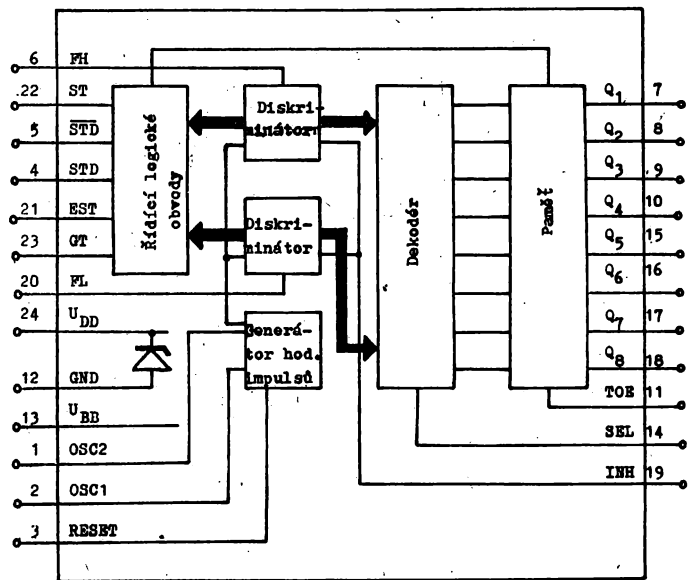 6 FH
22 ST
5 STD
4 STD
21 EST
23 GT
20 FL
24 U_DD
12 GND
13 U_BB
1 OSC2
2 OSC1
3 RESET
Řídící logické
obvody
Diskri-
minátor
Diskri-
minátor
Generá-
tor hod.
impulsů
Dekodér
Paměť
Q1 7
Q2 8
Q3 9
Q4 10
Q5 15
Q6 16
Q7 17
Q8 18
TOE 11
SEL 14
INH 19